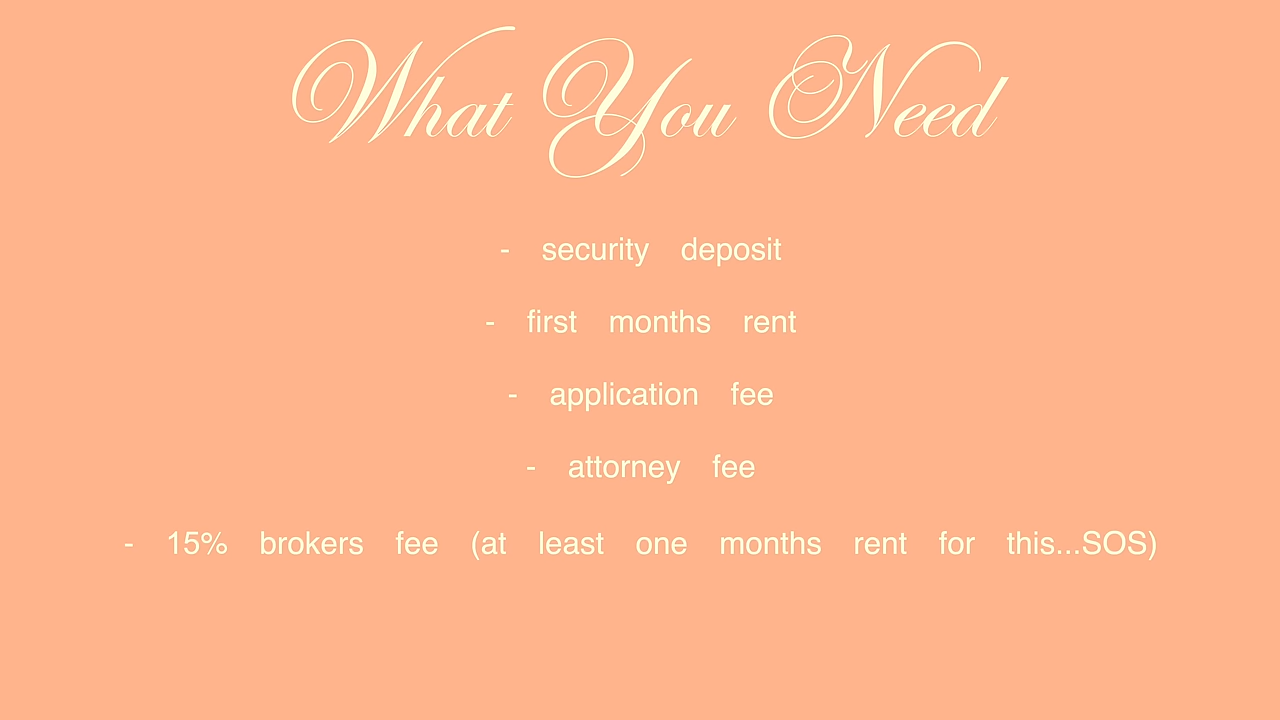 What You Need
- security deposit
- first months rent
- application fee
- attorney fee
- 15% brokers fee (at least one months rent for this...SOS)